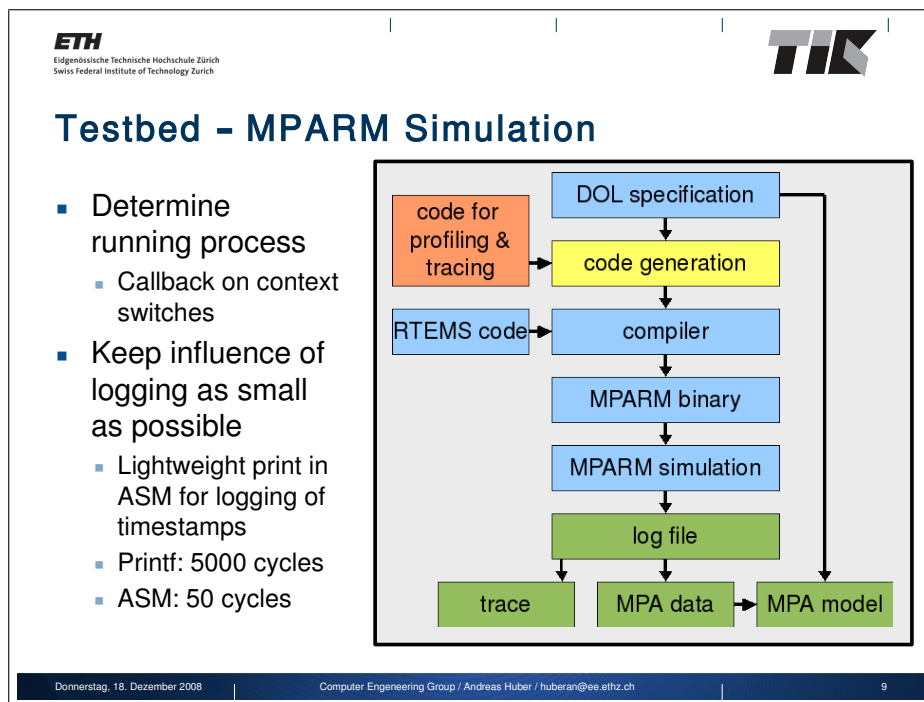 ETH
Eidgenössische Technische Hochschule Zürich
Swiss Federal Institute of Technology Zurich
TIK
Testbed – MPARM Simulation
Determine
running process
Callback on context
switches
Keep influence of
logging as small
as possible
Lightweight print in
ASM for logging of
timestamps
Printf: 5000 cycles
ASM: 50 cycles
DOL specification
code for
profiling &
tracing
code generation
RTEMS code
compiler
MPARM binary
MPARM simulation
log file
trace
MPA data
MPA model
Donnerstag, 18. Dezember 2008
Computer Engeneering Group / Andreas Huber / huberan@ee.ethz.ch
9